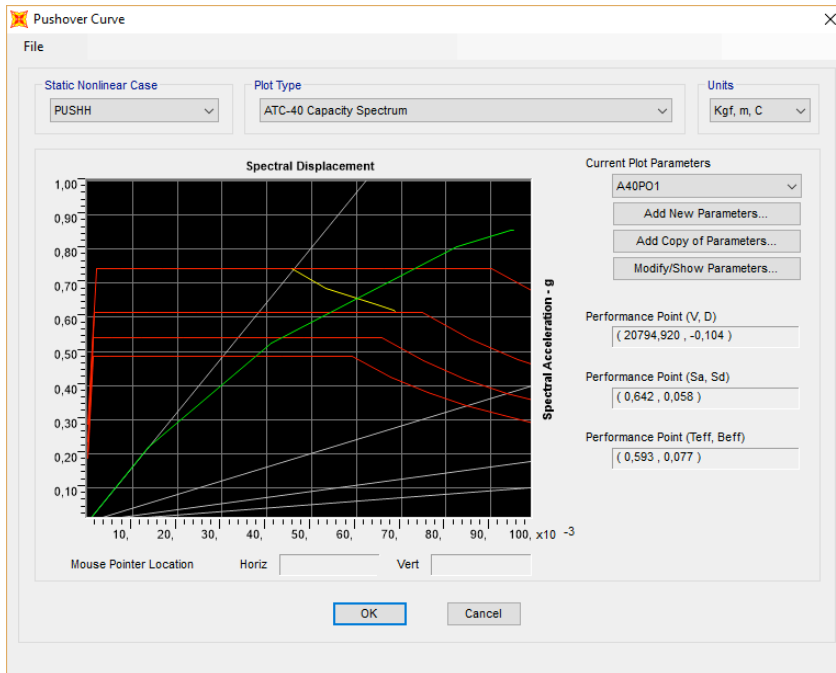 Pushover Curve
File
Static Nonlinear Case
PUSHH
Plot Type
ATC-40 Capacity Spectrum
Units
Kgf, m, C
Spectral Displacement
1,00
0,90
0,80
0,70
0,60
0,50
0,40
0,30
0,20
0,10
10, 20, 30, 40, 50, 60, 70, 80, 90, 100, x10 -3
Spectral Acceleration - g
Mouse Pointer Location Horiz Vert
Current Plot Parameters
A40PO1
Add New Parameters...
Add Copy of Parameters...
Modify/Show Parameters...
Performance Point (V, D)
( 20794,920 , -0,104 )
Performance Point (Sa, Sd)
( 0,642 , 0,058 )
Performance Point (Teff, Beff)
( 0,593 , 0,077 )
OK Cancel